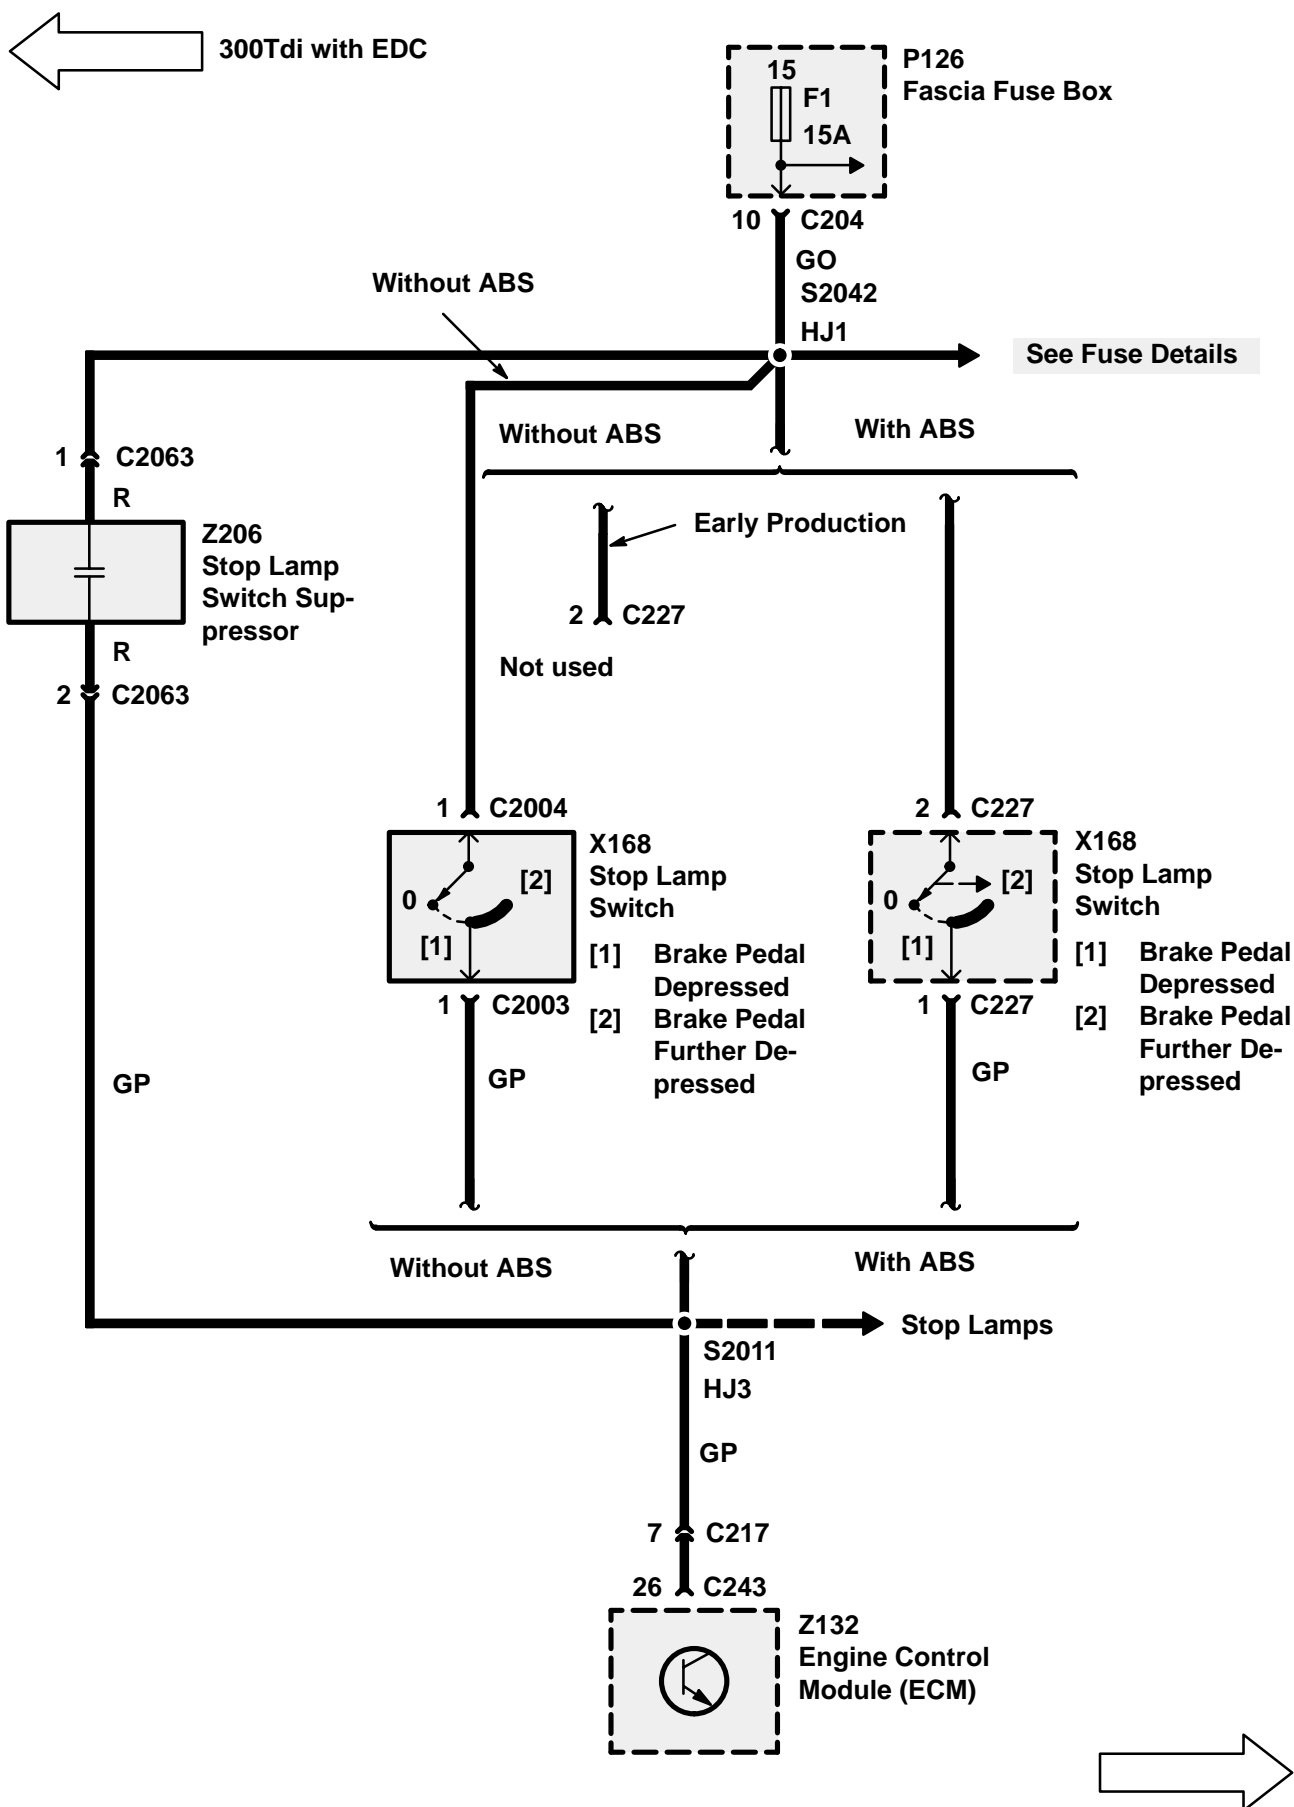 300Tdi with EDC
P126
Fascia Fuse Box
15
F1
15A
10 C204
GO
S2042
HJ1
Without ABS
See Fuse Details
Without ABS
With ABS
1 C2063
R
Z206
Stop Lamp
Switch Sup-
pressor
R
2 C2063
Early Production
2 C227
Not used
1 C2004
X168
Stop Lamp
Switch
0
[2]
[1]
[1] Brake Pedal
Depressed
[2] Brake Pedal
Further De-
pressed
1 C2003
GP
2 C227
X168
Stop Lamp
Switch
0
[2]
[1]
[1] Brake Pedal
Depressed
[2] Brake Pedal
Further De-
pressed
1 C227
GP
GP
Without ABS
With ABS
Stop Lamps
S2011
HJ3
GP
7 C217
26 C243
Z132
Engine Control
Module (ECM)